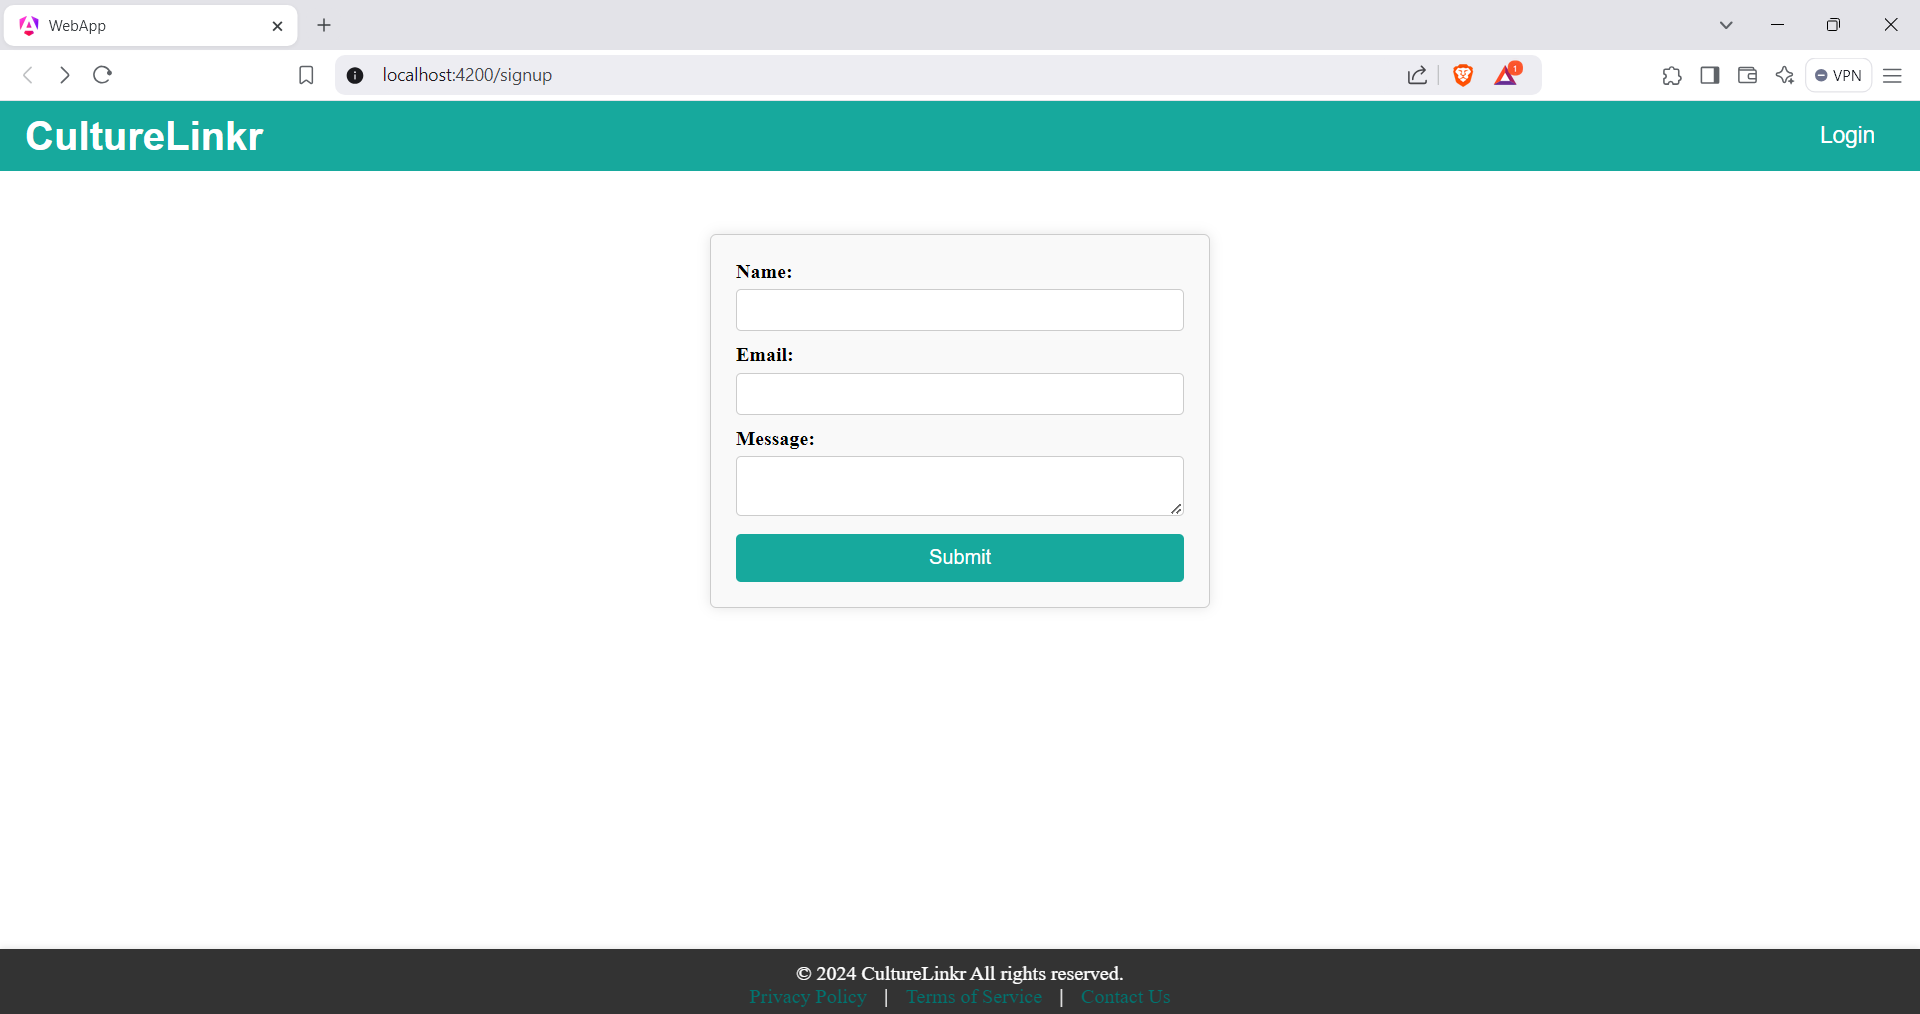 WebApp
localhost:4200/signup
1
VPN
CultureLinkr
Login
Name:
Email:
Message:
Submit
© 2024 CultureLinkr All rights reserved.
Privacy Policy | Terms of Service | Contact Us